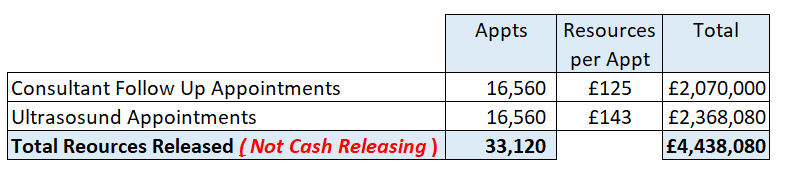 Appts Resources per Appt Total
Consultant Follow Up Appointments 16,560 £125 £2,070,000
Ultrasosund Appointments 16,560 £143 £2,368,080
Total Reources Released ( Not Cash Releasing ) 33,120 £4,438,080